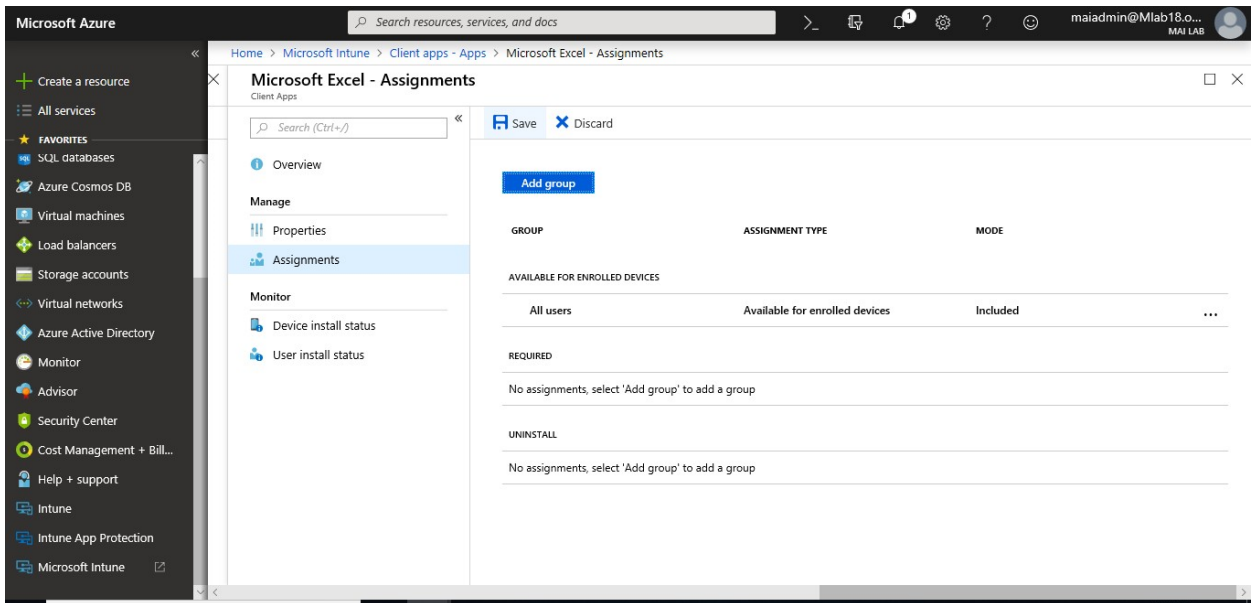 Microsoft Azure
Search resources, services, and docs
1
maiadmin@Mlab18.o...
MAI LAB
Create a resource
All services
FAVORITES
SQL databases
Azure Cosmos DB
Virtual machines
Load balancers
Storage accounts
Virtual networks
Azure Active Directory
Monitor
Advisor
Security Center
Cost Management + Bill...
Help + support
Intune
Intune App Protection
Microsoft Intune
Home > Microsoft Intune > Client apps - Apps > Microsoft Excel - Assignments
Microsoft Excel - Assignments
Client Apps
Search (Ctrl+/)
Overview
Manage
Properties
Assignments
Monitor
Device install status
User install status
Save Discard
Add group
GROUP ASSIGNMENT TYPE MODE
AVAILABLE FOR ENROLLED DEVICES
All users Available for enrolled devices Included ...
REQUIRED
No assignments, select 'Add group' to add a group
UNINSTALL
No assignments, select 'Add group' to add a group